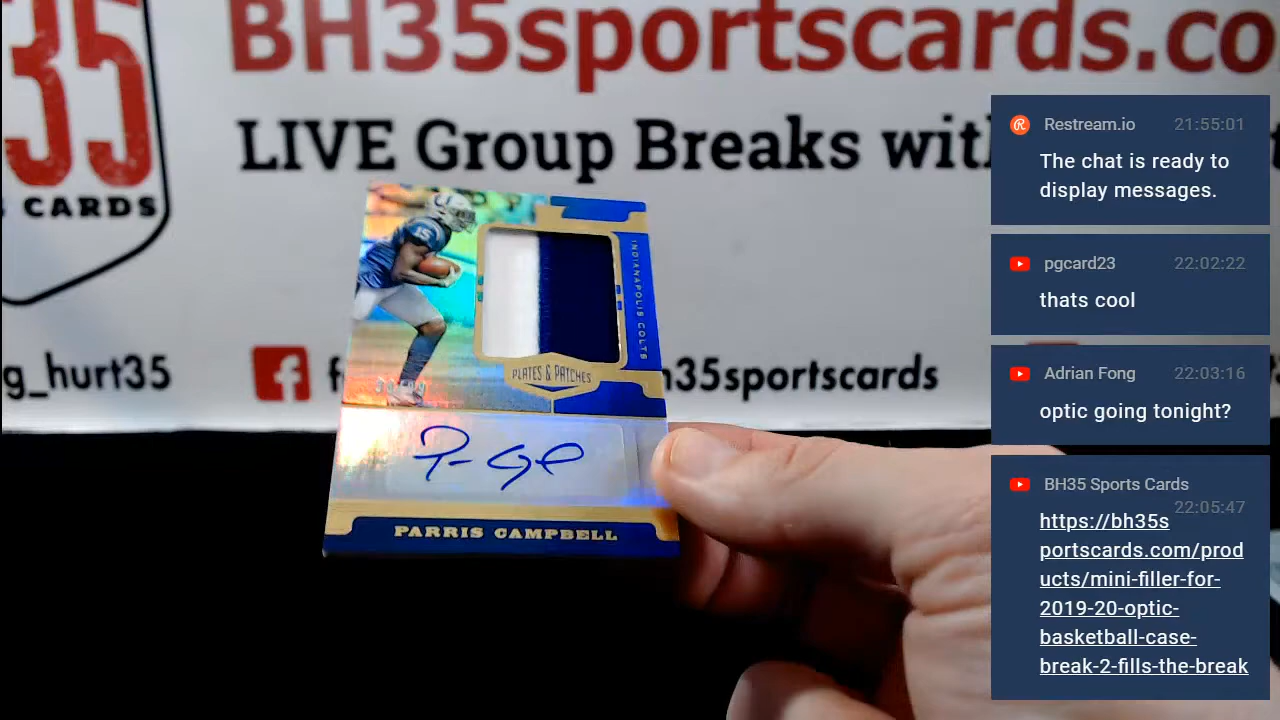 35
CARDS
BH35sportscards.co
LIVE Group Breaks with
g_hurt35
f
h35sportscards
15
INDIANAPOLIS COLTS
PLATES & PATCHES
PARRIS CAMPBELL
Restream.io 21:55:01
The chat is ready to
display messages.
pgcard23 22:02:22
thats cool
Adrian Fong 22:03:16
optic going tonight?
BH35 Sports Cards
22:05:47
https://bh35s
portscards.com/prod
ucts/mini-filler-for-
2019-20-optic-
basketball-case-
break-2-fills-the-break